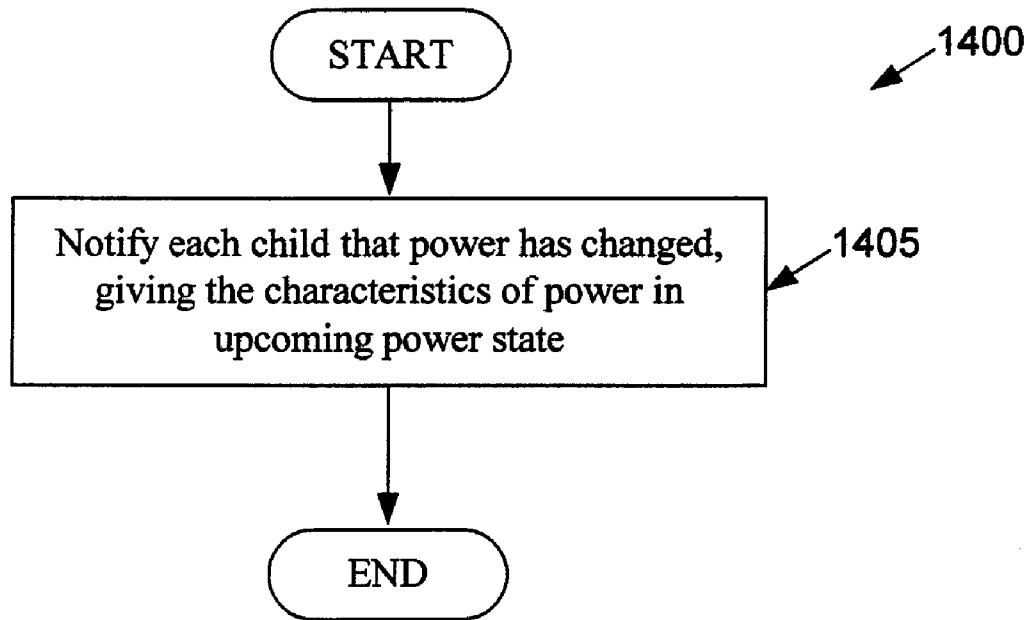 START
1400
Notify each child that power has changed,
giving the characteristics of power in
upcoming power state
1405
END